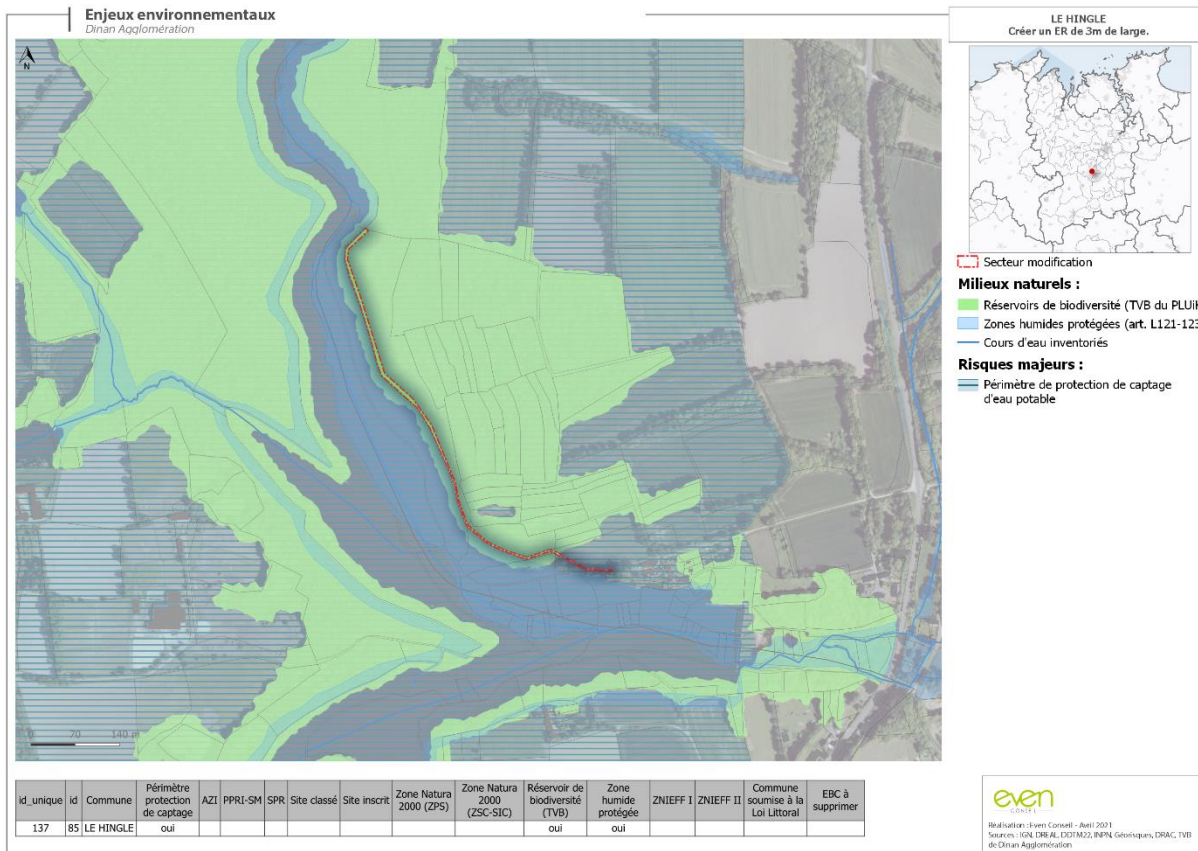 Enjeux environnementaux
Dinan Agglomération
N
0 70 140 m
LE HINGLE
Créer un ER de 3m de large.
Secteur modification
Milieux naturels :
Réservoirs de biodiversité (TVB du PLUiH
Zones humides protégées (art. L121-123
Cours d'eau inventoriés
Risques majeurs :
Périmètre de protection de captage
d'eau potable
id_unique id Commune Périmètre protection de captage AZI PPRI-SM SPR Site classé Site inscrit Zone Natura 2000 (ZPS) Zone Natura 2000 (ZSC-SIC) Réservoir de biodiversité (TVB) Zone humide protégée ZNIEFF I ZNIEFF II Commune soumise à la Loi Littoral EBC à supprimer
137 85 LE HINGLE oui oui oui
even
CONSEIL
Réalisation : Even Conseil - Avril 2021
Sources : IGN, DREAL, DDTM22, INPN, Géorisques, DRAC, TVB
de Dinan Agglomération